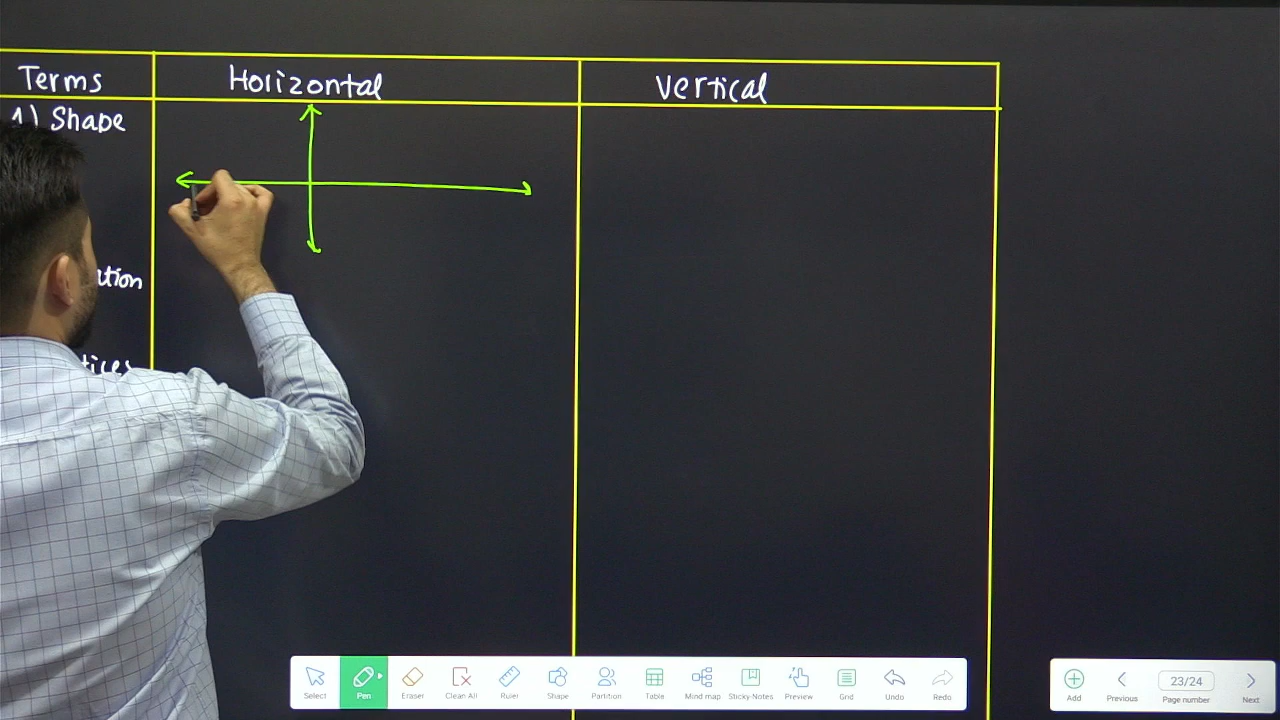 Terms Horizontal Vertical
1) Shape
Select Pen Eraser Clean All Ruler Shape Partition Table Mind map Sticky-Notes Preview Grid Undo Redo
Add Previous 23/24 Page number Next